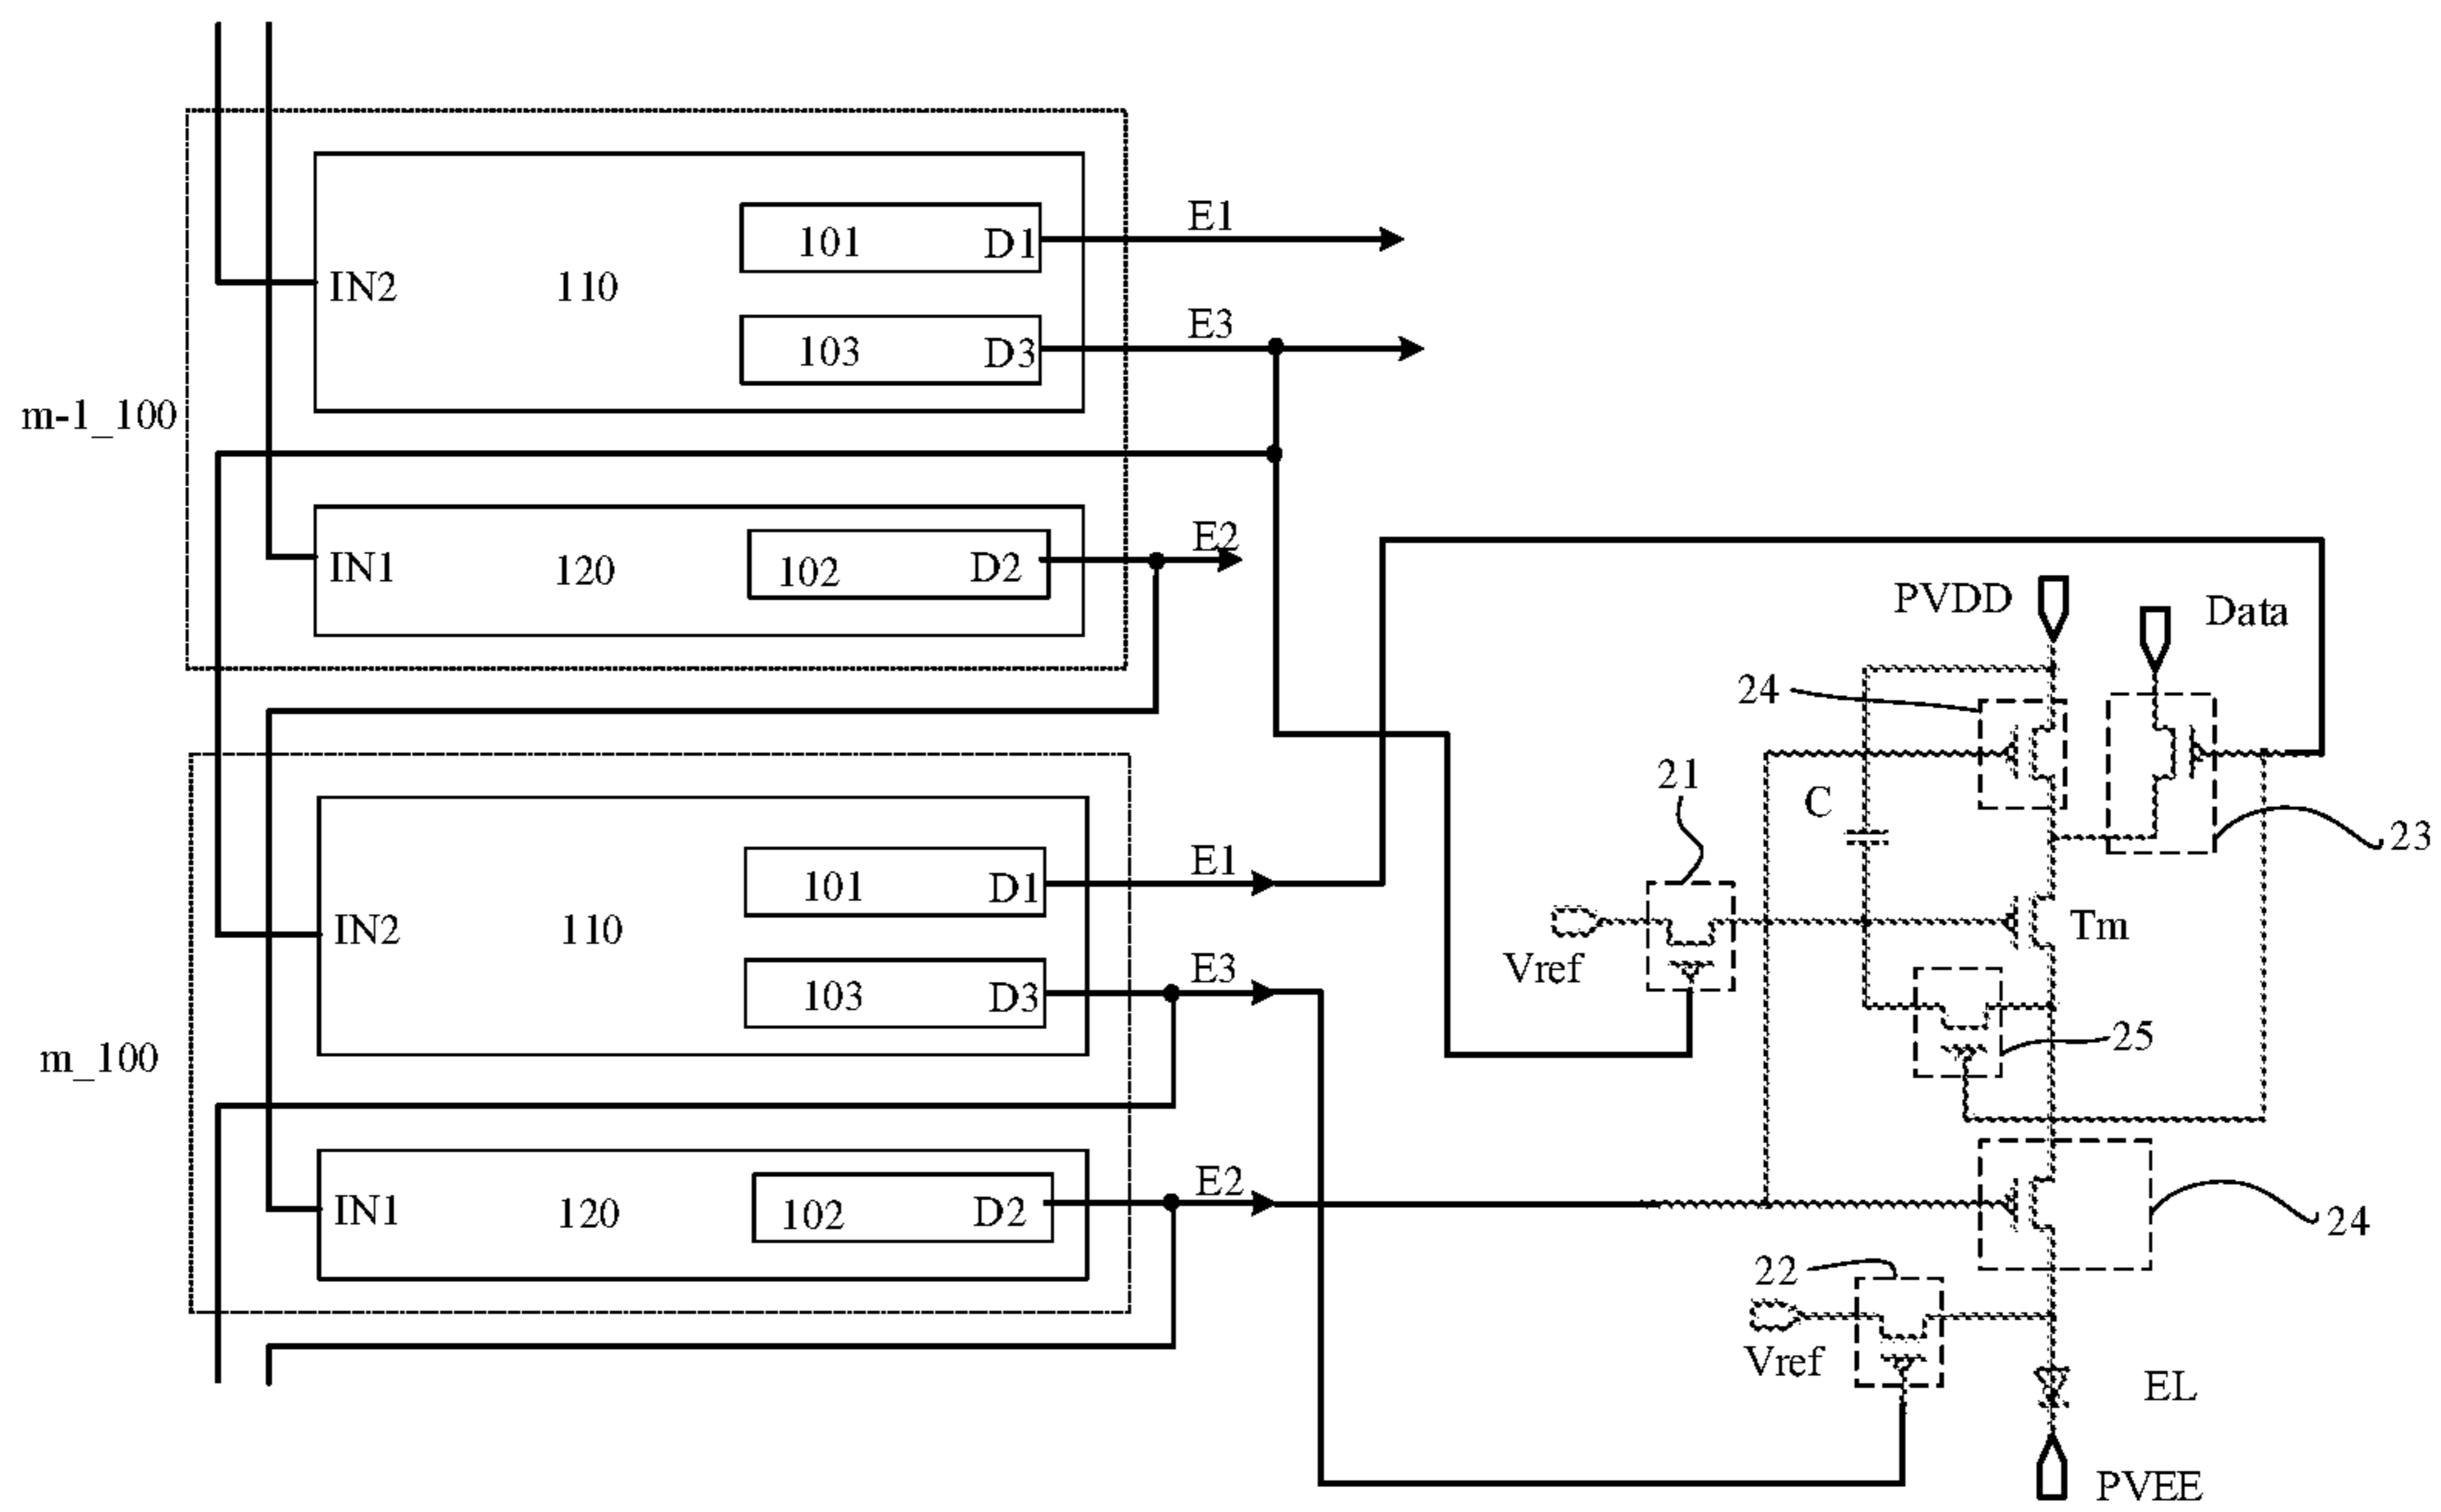 E1
101 D1
IN2 110
E3
103 D3
m-1_100
E2
IN1 120 102 D2
PVDD Data
24
21
C
E1
23
101 D1
IN2 110
Tm
Vref
E3
103 D3
25
m_100
E2
IN1 120 102 D2
24
22
Vref
EL
PVEE